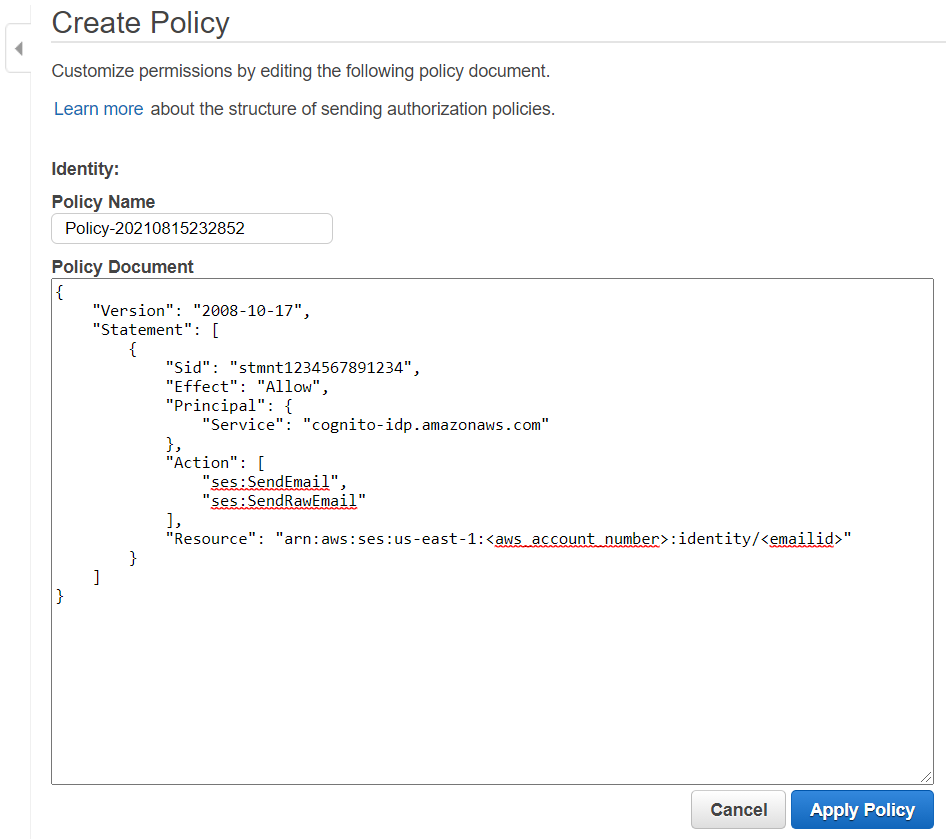 Create Policy
Customize permissions by editing the following policy document.
Learn more about the structure of sending authorization policies.
Identity:
Policy Name
Policy-20210815232852
Policy Document
{
    "Version": "2008-10-17",
    "Statement": [
        {
            "Sid": "stmnt1234567891234",
            "Effect": "Allow",
            "Principal": {
                "Service": "cognito-idp.amazonaws.com"
            },
            "Action": [
                "ses:SendEmail",
                "ses:SendRawEmail"
            ],
            "Resource": "arn:aws:ses:us-east-1:<aws_account_number>:identity/<emailid>"
        }
    ]
}
Cancel Apply Policy